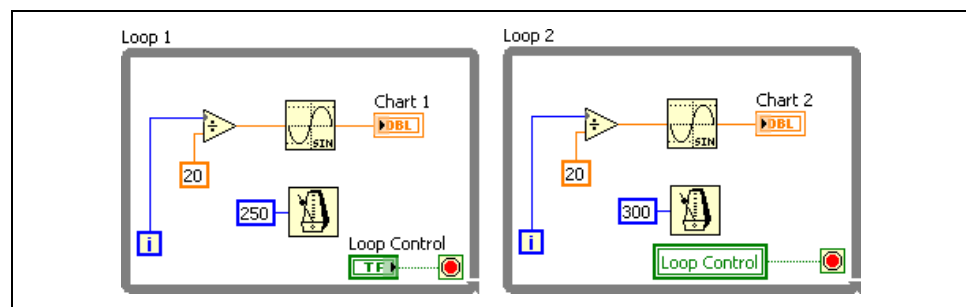 Loop 1
Chart 1
DBL
SIN
20
250
i
Loop Control
TF
Loop 2
Chart 2
DBL
SIN
20
300
i
Loop Control